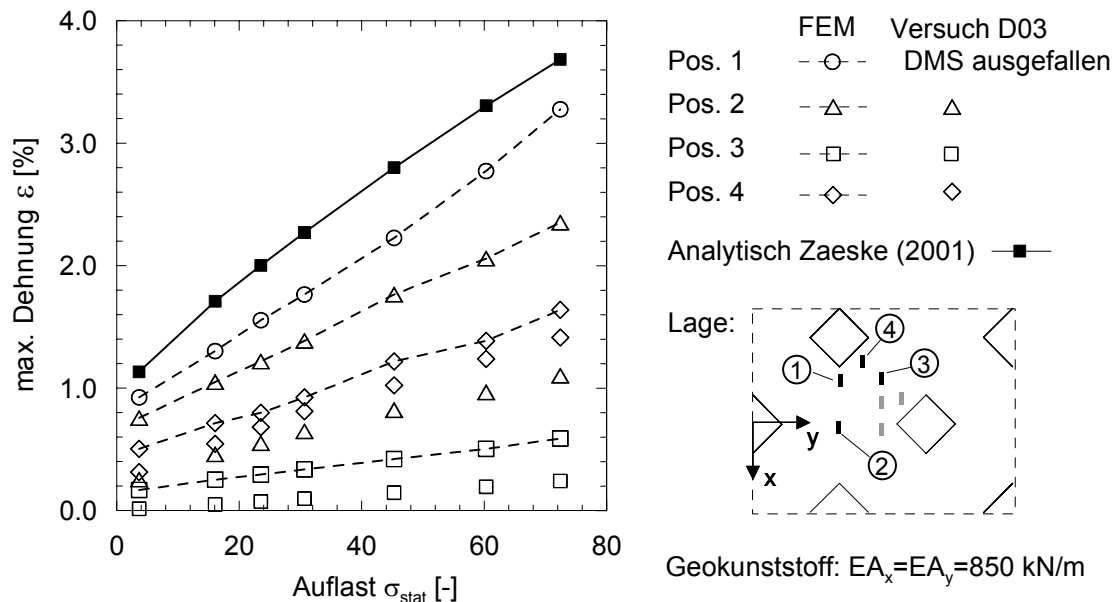 4.0
3.0
2.0
1.0
0.0
max. Dehnung ε [%]
0
20
40
60
80
Auflast σstat [-]
FEM Versuch D03
Pos. 1 DMS ausgefallen
Pos. 2
Pos. 3
Pos. 4
Analytisch Zaeske (2001)
Lage:
4
1
3
y
2
x
Geokunststoff: EAx=EAy=850 kN/m